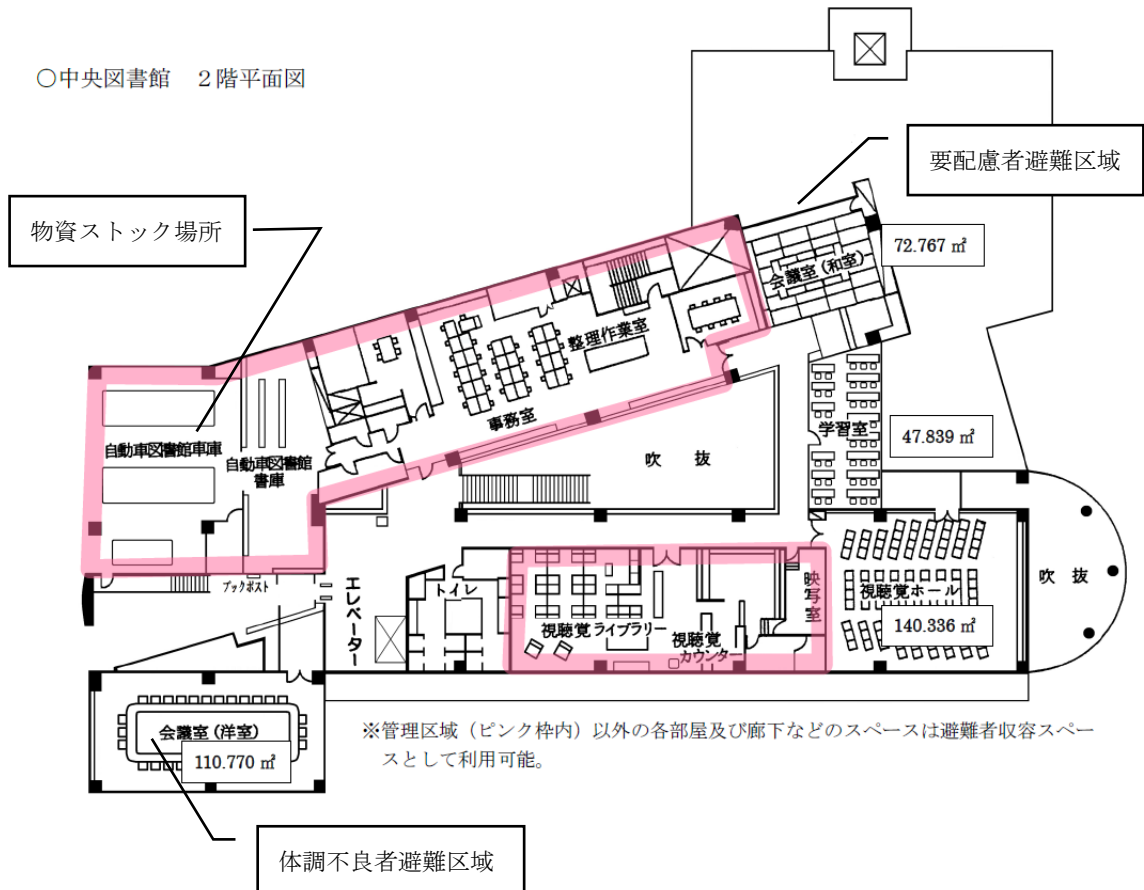 ○中央図書館　２階平面図
要配慮者避難区域
物資ストック場所
72.767 ㎡
会議室(和室)
整理作業室
事務室
学習室
47.839 ㎡
自動車図書館車庫
自動車図書館
書庫
吹　抜
ブックポスト
エレベーター
トイレ
視聴覚ライブラリー
視聴覚
カウンター
映写室
視聴覚ホール
140.336 ㎡
吹　抜
会議室(洋室)
110.770 ㎡
※管理区域（ピンク枠内）以外の各部屋及び廊下などのスペースは避難者収容スペー
スとして利用可能。
体調不良者避難区域